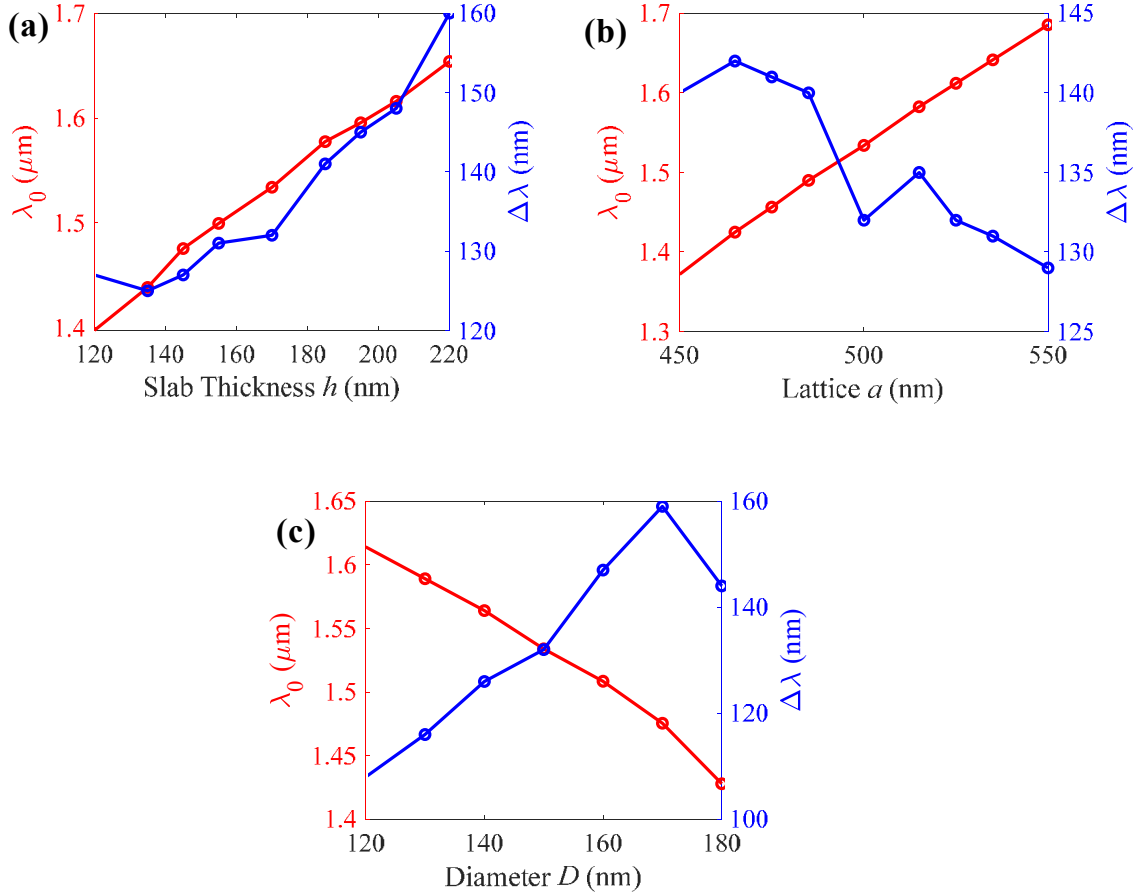 (a)
1.7
1.6
1.5
1.4
λ0 (μm)
160
150
140
130
120
Δλ (nm)
120 140 160 180 200 220
Slab Thickness h (nm)
(b)
1.7
1.6
1.5
1.4
1.3
λ0 (μm)
145
140
135
130
125
Δλ (nm)
450 500 550
Lattice a (nm)
(c)
1.65
1.6
1.55
1.5
1.45
1.4
λ0 (μm)
160
140
120
100
Δλ (nm)
120 140 160 180
Diameter D (nm)